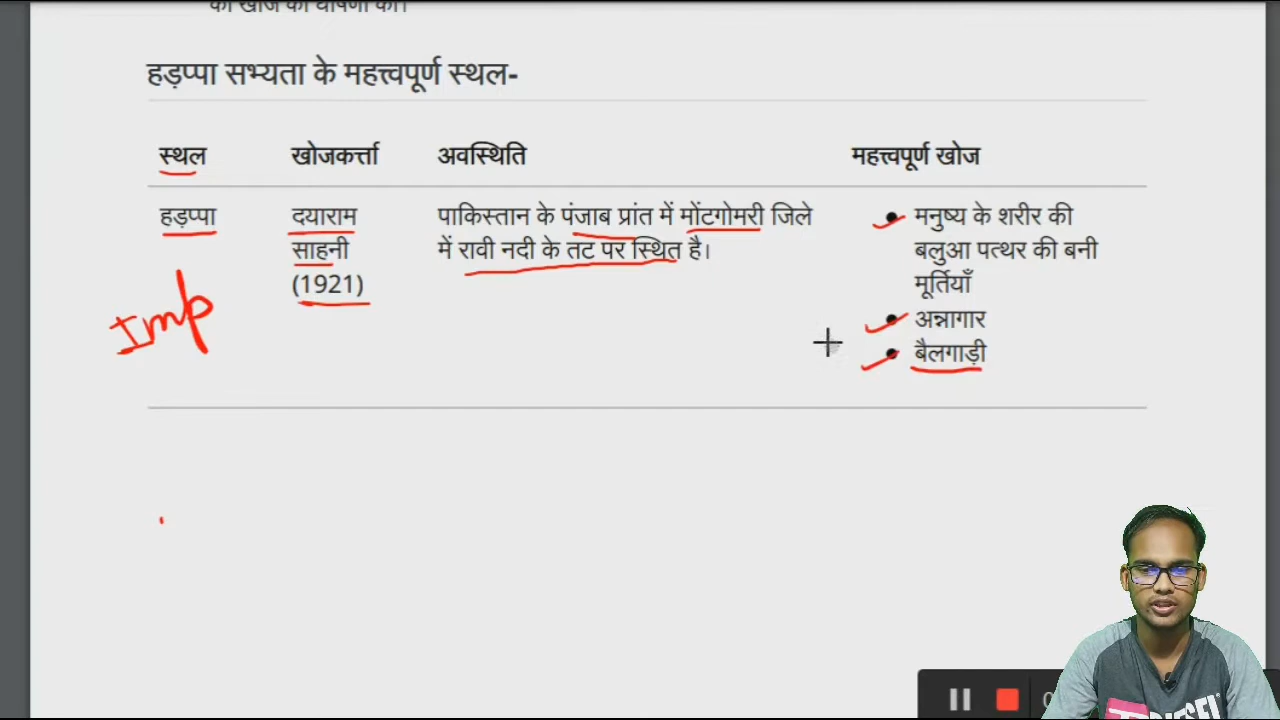 हड़प्पा सभ्यता के महत्त्वपूर्ण स्थल-
स्थल खोजकर्त्ता अवस्थिति महत्त्वपूर्ण खोज
हड़प्पा दयाराम पाकिस्तान के पंजाब प्रांत में मोंटगोमरी जिले • मनुष्य के शरीर की
साहनी में रावी नदी के तट पर स्थित है। बलुआ पत्थर की बनी
(1921) मूर्तियाँ
Imp • अन्नागार
• बैलगाड़ी